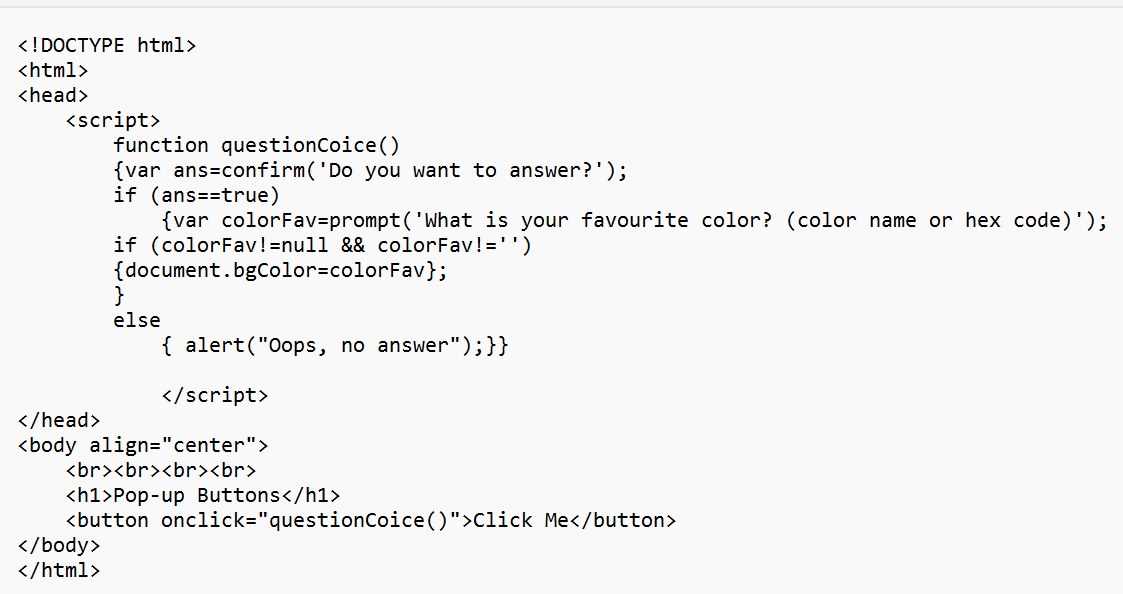 <!DOCTYPE html>
<html>
<head>
    <script>
        function questionCoice()
        {var ans=confirm('Do you want to answer?');
        if (ans==true)
            {var colorFav=prompt('What is your favourite color? (color name or hex code)');
        if (colorFav!=null && colorFav!='')
        {document.bgColor=colorFav};
        }
        else
            { alert("Oops, no answer");}}

            </script>
</head>
<body align="center">
    <br><br><br><br>
    <h1>Pop-up Buttons</h1>
    <button onclick="questionCoice()">Click Me</button>
</body>
</html>